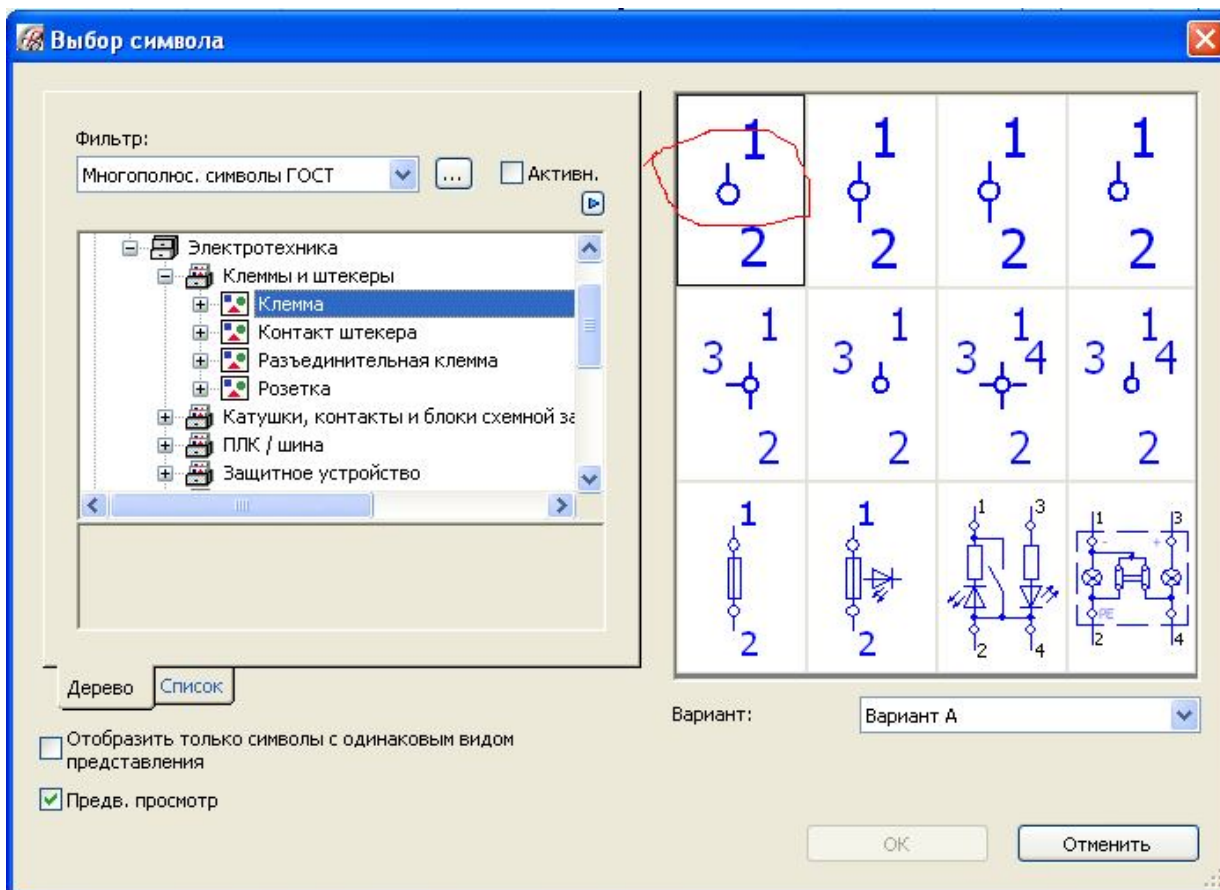 Выбор символа
Фильтр:
Многополюс. символы ГОСТ
...
Активн.
Электротехника
Клеммы и штекеры
Клемма
Контакт штекера
Разъединительная клемма
Розетка
Катушки, контакты и блоки схемной за
ПЛК / шина
Защитное устройство
Дерево
Список
Отобразить только символы с одинаковым видом
представления
Предв. просмотр
1 1 1 1
2 2 2 2
3 1 3 1 3 1 4 3 1 4
2 2 2 2
1 1 1 3 1 3
- +
PE
2 2 2 4 2 4
Вариант:
Вариант A
OK
Отменить